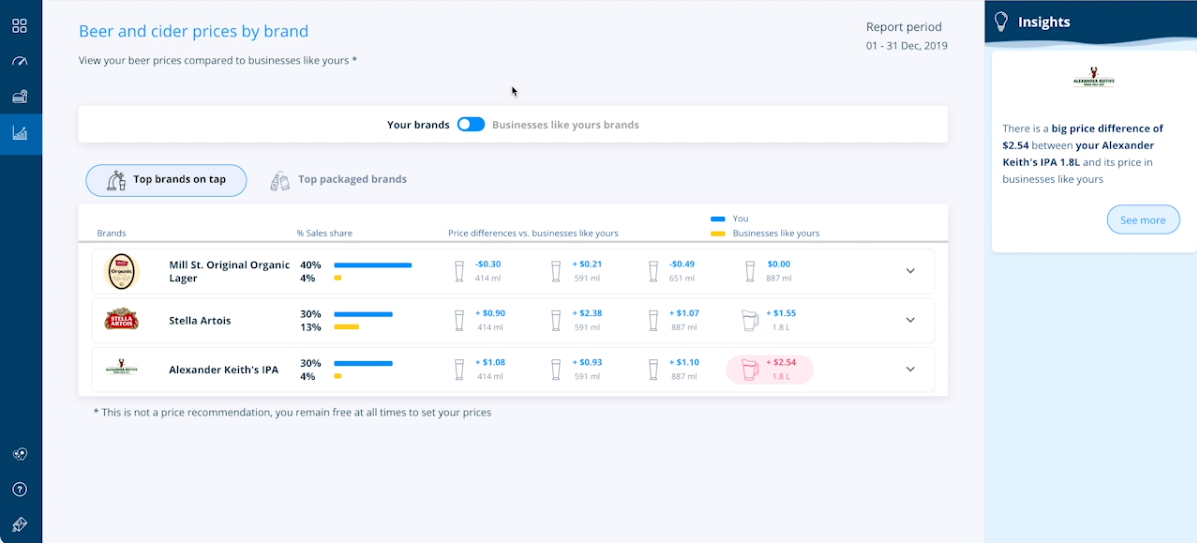 Beer and cider prices by brand
Report period
01 - 31 Dec, 2019
View your beer prices compared to businesses like yours *
Your brands
Businesses like yours brands
Top brands on tap
Top packaged brands
Brands
% Sales share
Price differences vs. businesses like yours
You
Businesses like yours
Organic
Mill St. Original Organic
Lager
40%
4%
-$0.30
414 ml
+ $0.21
591 ml
-$0.49
651 ml
$0.00
887 ml
STELLA
ARTOIS
Stella Artois
30%
13%
+ $0.90
414 ml
+ $2.38
591 ml
+ $1.07
887 ml
+ $1.55
1.8 L
ALEXANDER KEITH'S
Alexander Keith's IPA
30%
4%
+ $1.08
414 ml
+ $0.93
591 ml
+ $1.10
887 ml
+ $2.54
1.8 L
* This is not a price recommendation, you remain free at all times to set your prices
Insights
ALEXANDER KEITH'S
There is a big price difference of
$2.54 between your Alexander
Keith's IPA 1.8L and its price in
businesses like yours
See more